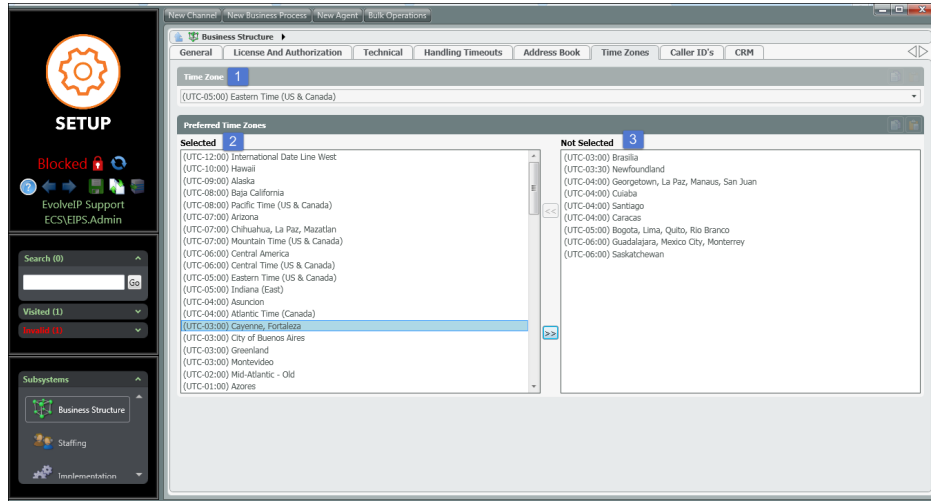 New Channel New Business Process New Agent Bulk Operations
Business Structure
General License And Authorization Technical Handling Timeouts Address Book Time Zones Caller ID's CRM
Time Zone 1
(UTC-05:00) Eastern Time (US & Canada)
SETUP
Blocked
EvolveIP Support
ECS\EIPS.Admin
Search (0)
Go
Visited (1)
Invalid (1)
Subsystems
Business Structure
Staffing
Implementation
Preferred Time Zones
Selected 2
(UTC-12:00) International Date Line West
(UTC-10:00) Hawaii
(UTC-09:00) Alaska
(UTC-08:00) Baja California
(UTC-08:00) Pacific Time (US & Canada)
(UTC-07:00) Arizona
(UTC-07:00) Chihuahua, La Paz, Mazatlan
(UTC-07:00) Mountain Time (US & Canada)
(UTC-06:00) Central America
(UTC-06:00) Central Time (US & Canada)
(UTC-05:00) Eastern Time (US & Canada)
(UTC-05:00) Indiana (East)
(UTC-04:00) Asuncion
(UTC-04:00) Atlantic Time (Canada)
(UTC-03:00) Cayenne, Fortaleza
(UTC-03:00) City of Buenos Aires
(UTC-03:00) Greenland
(UTC-03:00) Montevideo
(UTC-02:00) Mid-Atlantic - Old
(UTC-01:00) Azores
<<
>>
Not Selected 3
(UTC-03:00) Brasilia
(UTC-03:30) Newfoundland
(UTC-04:00) Georgetown, La Paz, Manaus, San Juan
(UTC-04:00) Cuiaba
(UTC-04:00) Santiago
(UTC-04:00) Caracas
(UTC-05:00) Bogota, Lima, Quito, Rio Branco
(UTC-06:00) Guadalajara, Mexico City, Monterrey
(UTC-06:00) Saskatchewan